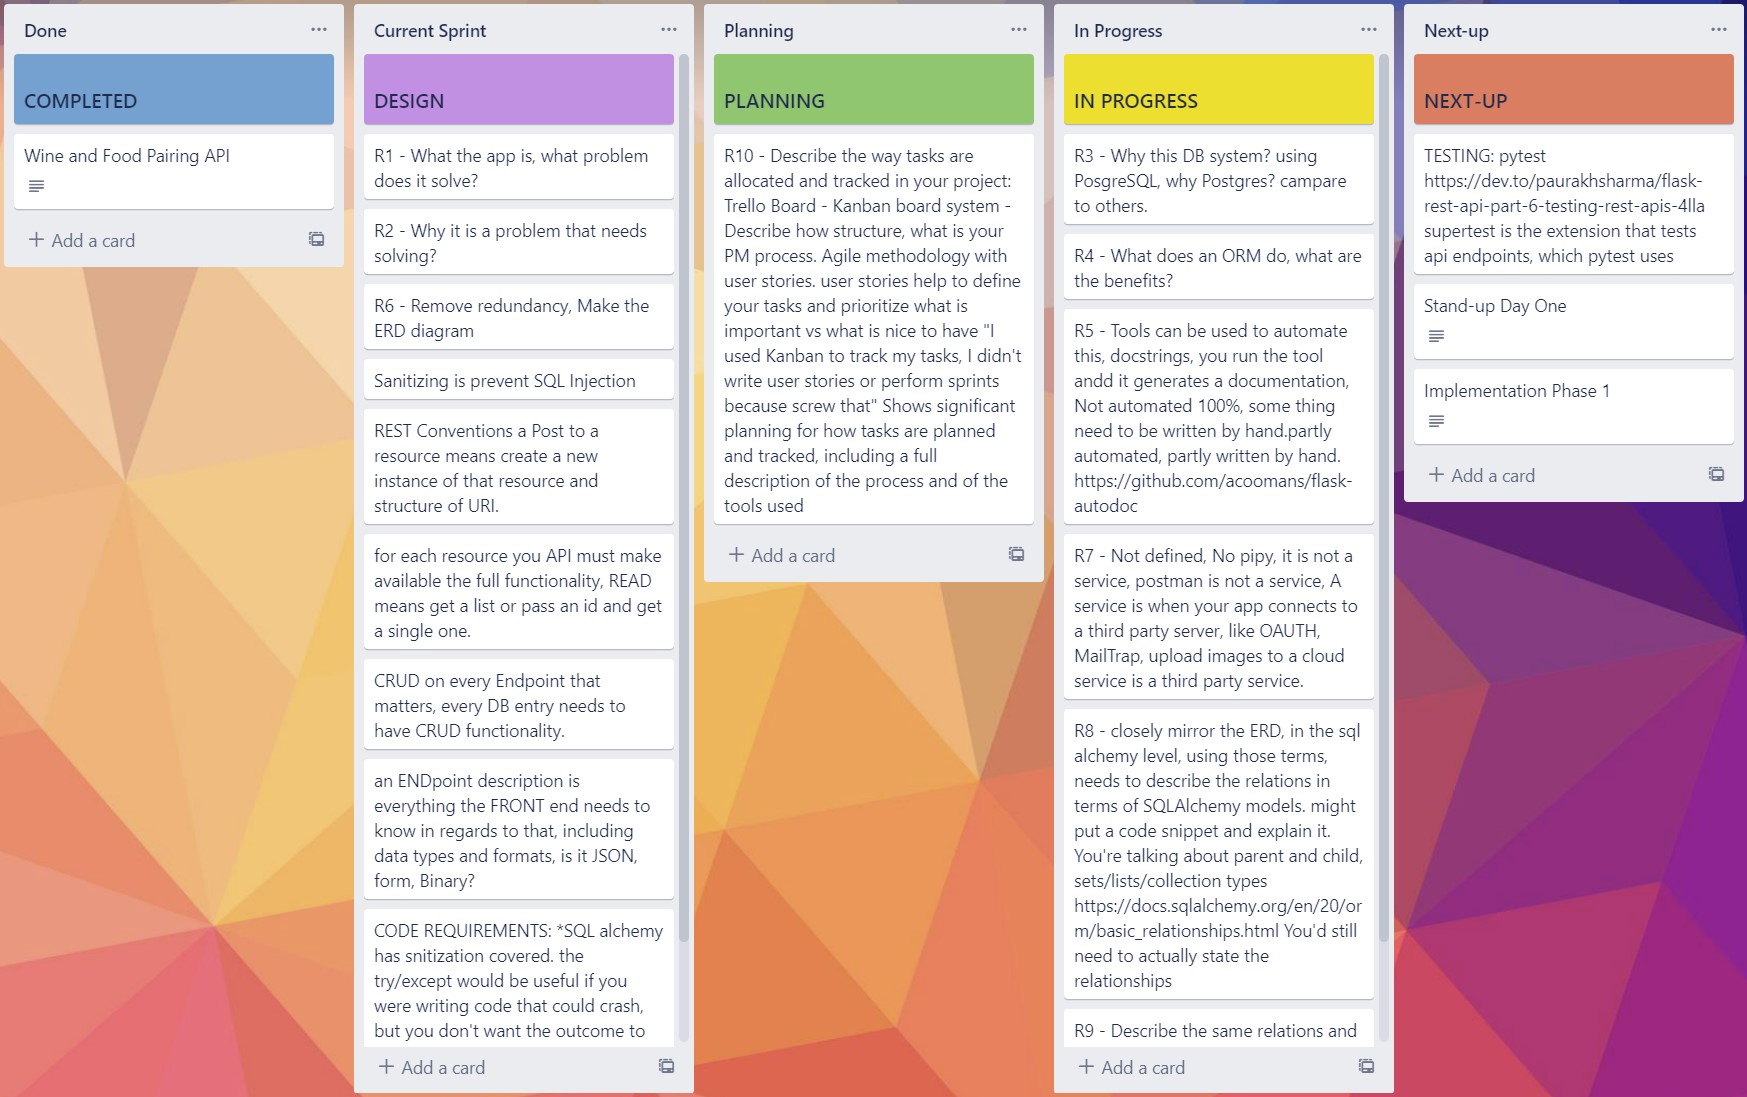 Done
COMPLETED
Wine and Food Pairing API
Add a card
Current Sprint
DESIGN
R1 - What the app is, what problem
does it solve?
R2 - Why it is a problem that needs
solving?
R6 - Remove redundancy, Make the
ERD diagram
Sanitizing is prevent SQL Injection
REST Conventions a Post to a
resource means create a new
instance of that resource and
structure of URI.
for each resource you API must make
available the full functionality, READ
means get a list or pass an id and get
a single one.
CRUD on every Endpoint that
matters, every DB entry needs to
have CRUD functionality.
an ENDpoint description is
everything the FRONT end needs to
know in regards to that, including
data types and formats, is it JSON,
form, Binary?
CODE REQUIREMENTS: *SQL alchemy
has snitization covered. the
try/except would be useful if you
were writing code that could crash,
but you don't want the outcome to
Add a card
Planning
PLANNING
R10 - Describe the way tasks are
allocated and tracked in your project:
Trello Board - Kanban board system -
Describe how structure, what is your
PM process. Agile methodology with
user stories. user stories help to define
your tasks and prioritize what is
important vs what is nice to have "I
used Kanban to track my tasks, I didn't
write user stories or perform sprints
because screw that" Shows significant
planning for how tasks are planned
and tracked, including a full
description of the process and of the
tools used
Add a card
In Progress
IN PROGRESS
R3 - Why this DB system? using
PosgreSQL, why Postgres? campare
to others.
R4 - What does an ORM do, what are
the benefits?
R5 - Tools can be used to automate
this, docstrings, you run the tool
andd it generates a documentation,
Not automated 100%, some thing
need to be written by hand.partly
automated, partly written by hand.
https://github.com/acoomans/flask-
autodoc
R7 - Not defined, No pipy, it is not a
service, postman is not a service, A
service is when your app connects to
a third party server, like OAUTH,
MailTrap, upload images to a cloud
service is a third party service.
R8 - closely mirror the ERD, in the sql
alchemy level, using those terms,
needs to describe the relations in
terms of SQLAlchemy models. might
put a code snippet and explain it.
You're talking about parent and child,
sets/lists/collection types
https://docs.sqlalchemy.org/en/20/or
m/basic_relationships.html You'd still
need to actually state the
relationships
R9 - Describe the same relations and
Add a card
Next-up
NEXT-UP
TESTING: pytest
https://dev.to/paurakhsharma/flask-
rest-api-part-6-testing-rest-apis-4lla
supertest is the extension that tests
api endpoints, which pytest uses
Stand-up Day One
Implementation Phase 1
Add a card